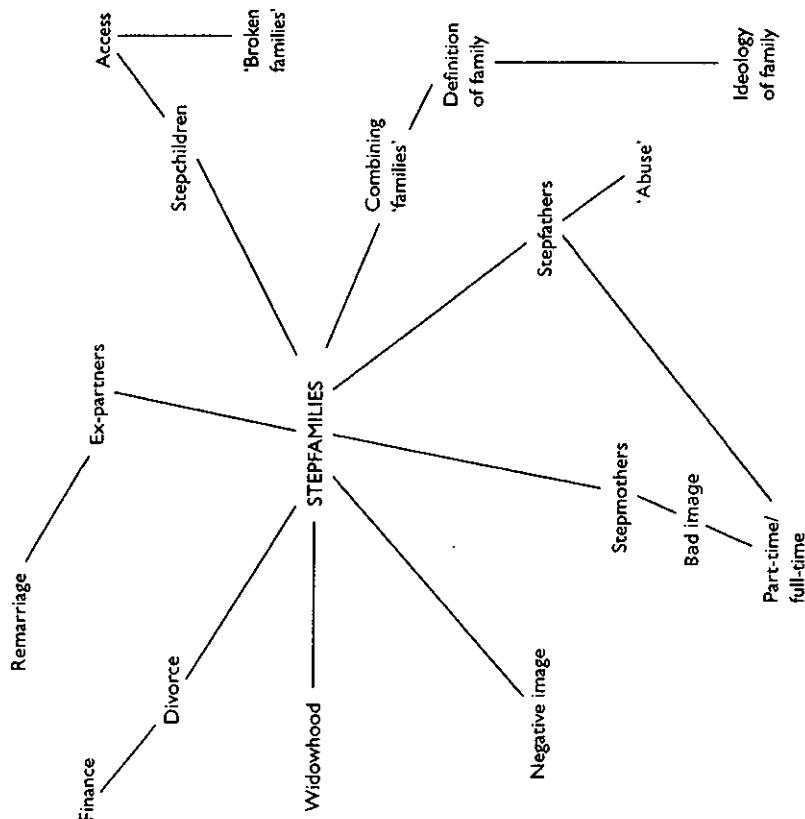 Finance
Divorce
Remarriage
Ex-partners
Access
'Broken
families'
Stepchildren
Combining
'families'
Definition
of family
Ideology
of family
STEPFAMILIES
Widowhood
Negative image
Stepmothers
Bad image
Part-time/
full-time
Stepfathers
'Abuse'